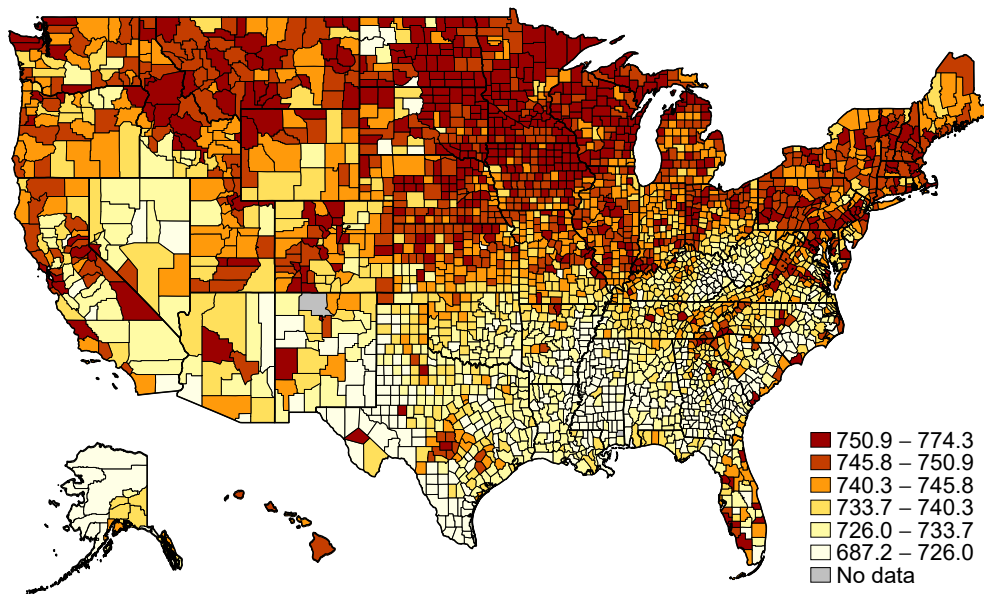 750.9 – 774.3
745.8 – 750.9
740.3 – 745.8
733.7 – 740.3
726.0 – 733.7
687.2 – 726.0
No data